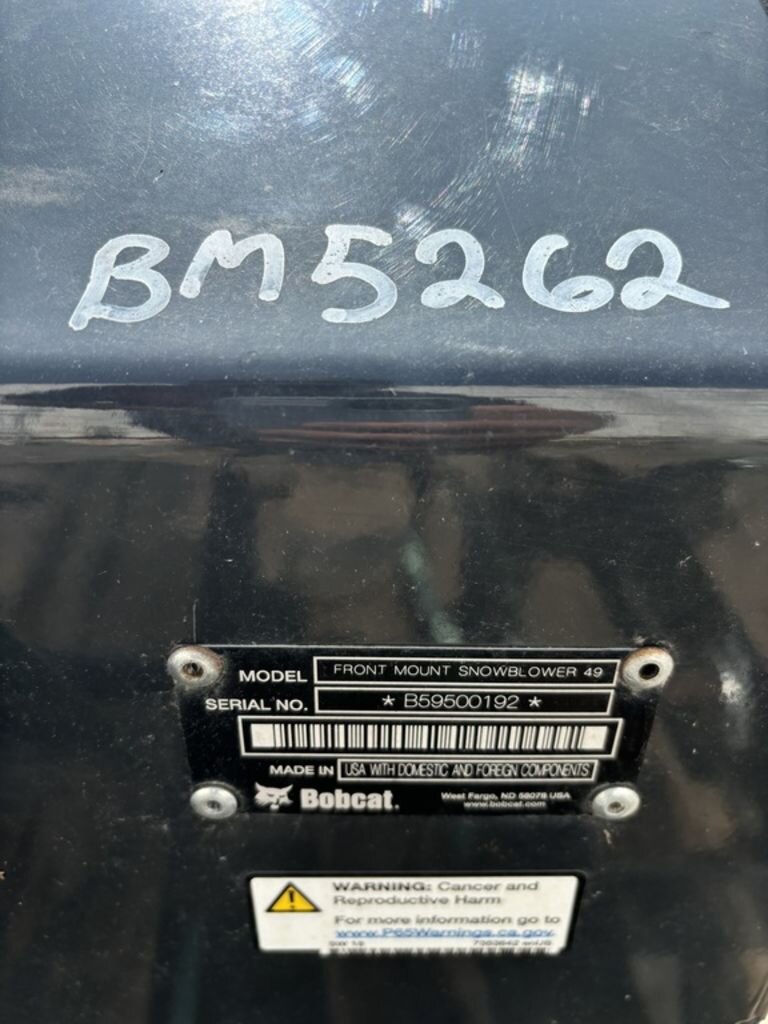 BM5262
MODEL FRONT MOUNT SNOWBLOWER 49
SERIAL NO. * B59500192 *
MADE IN USA WITH DOMESTIC AND FOREIGN COMPONENTS
Bobcat.
West Fargo, ND 58078 USA
www.bobcat.com
WARNING: Cancer and
Reproductive Harm
For more information go to
www.P65Warnings.ca.gov